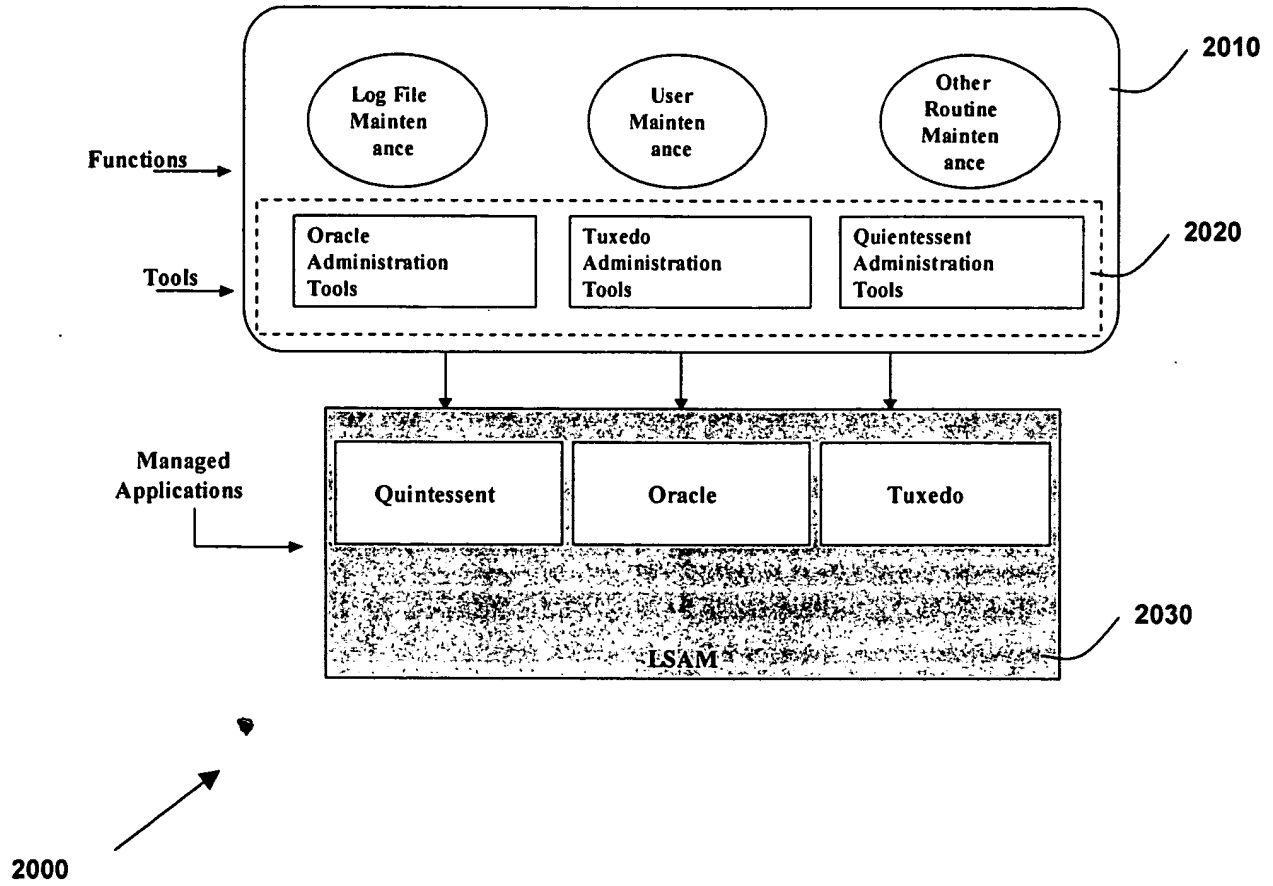 2010
Log File
Mainten
ance
User
Mainten
ance
Other
Routine
Mainten
ance
Functions
Oracle
Administration
Tools
Tuxedo
Administration
Tools
Quientessent
Administration
Tools
2020
Tools
Managed
Applications
Quintessent
Oracle
Tuxedo
2030
LSAM
2000